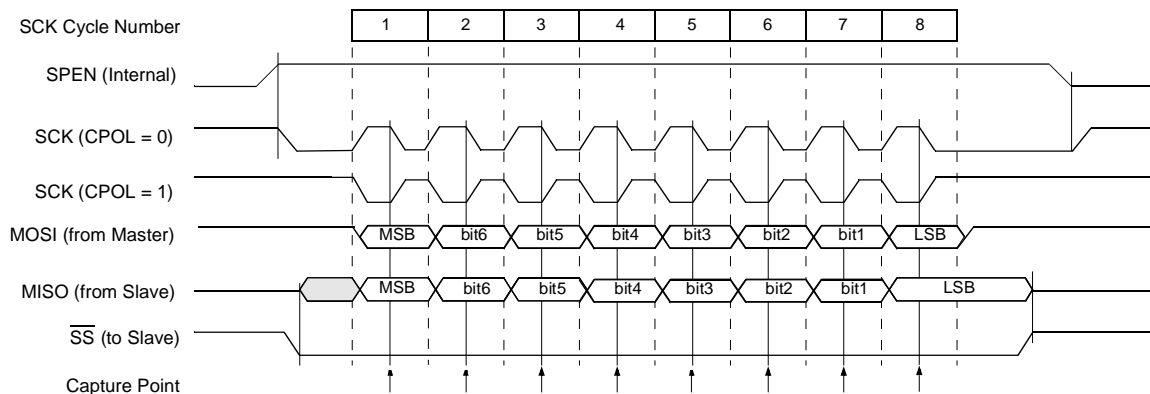 SCK Cycle Number 1 2 3 4 5 6 7 8
SPEN (Internal)
SCK (CPOL = 0)
SCK (CPOL = 1)
MOSI (from Master) MSB bit6 bit5 bit4 bit3 bit2 bit1 LSB
MISO (from Slave) MSB bit6 bit5 bit4 bit3 bit2 bit1 LSB
SS (to Slave)
Capture Point